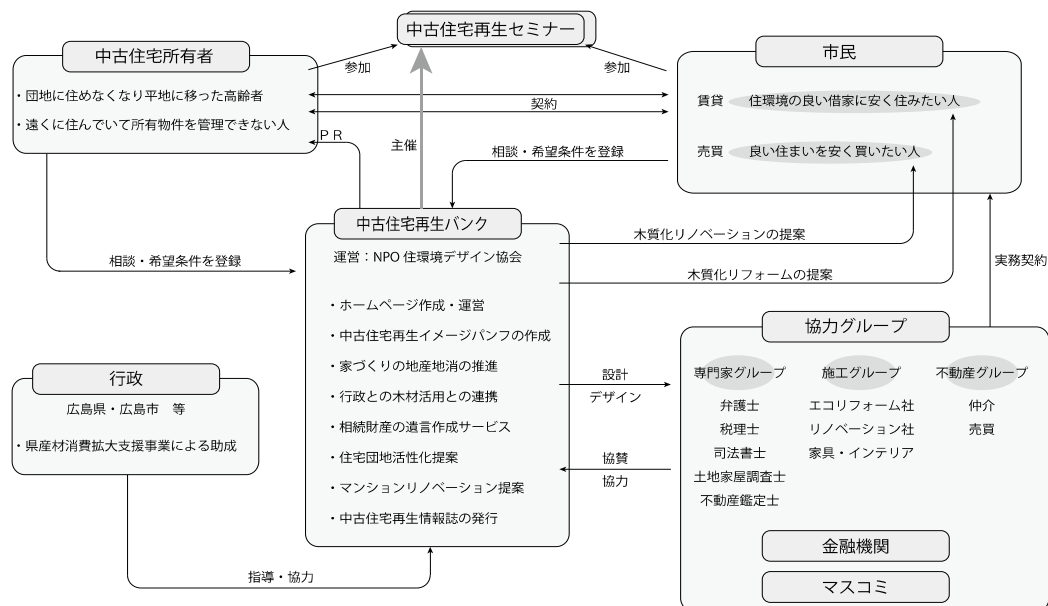 中古住宅再生セミナー
中古住宅所有者
・団地に住めなくなり平地に移った高齢者
・遠くに住んでいて所有物件を管理できない人
参加
参加
契約
PR
主催
市民
賃貸 住環境の良い借家に安く住みたい人
売買 良い住まいを安く買いたい人
相談・希望条件を登録
相談・希望条件を登録
中古住宅再生バンク
運営：NPO 住環境デザイン協会
・ホームページ作成・運営
・中古住宅再生イメージパンフの作成
・家づくりの地産地消の推進
・行政との木材活用との連携
・相続財産の遺言作成サービス
・住宅団地活性化提案
・マンションリノベーション提案
・中古住宅再生情報誌の発行
木質化リノベーションの提案
木質化リフォームの提案
実務契約
行政
広島県・広島市　等
・県産材消費拡大支援事業による助成
指導・協力
設計
デザイン
協賛
協力
協力グループ
専門家グループ
弁護士
税理士
司法書士
土地家屋調査士
不動産鑑定士
施工グループ
エコリフォーム社
リノベーション社
家具・インテリア
不動産グループ
仲介
売買
金融機関
マスコミ